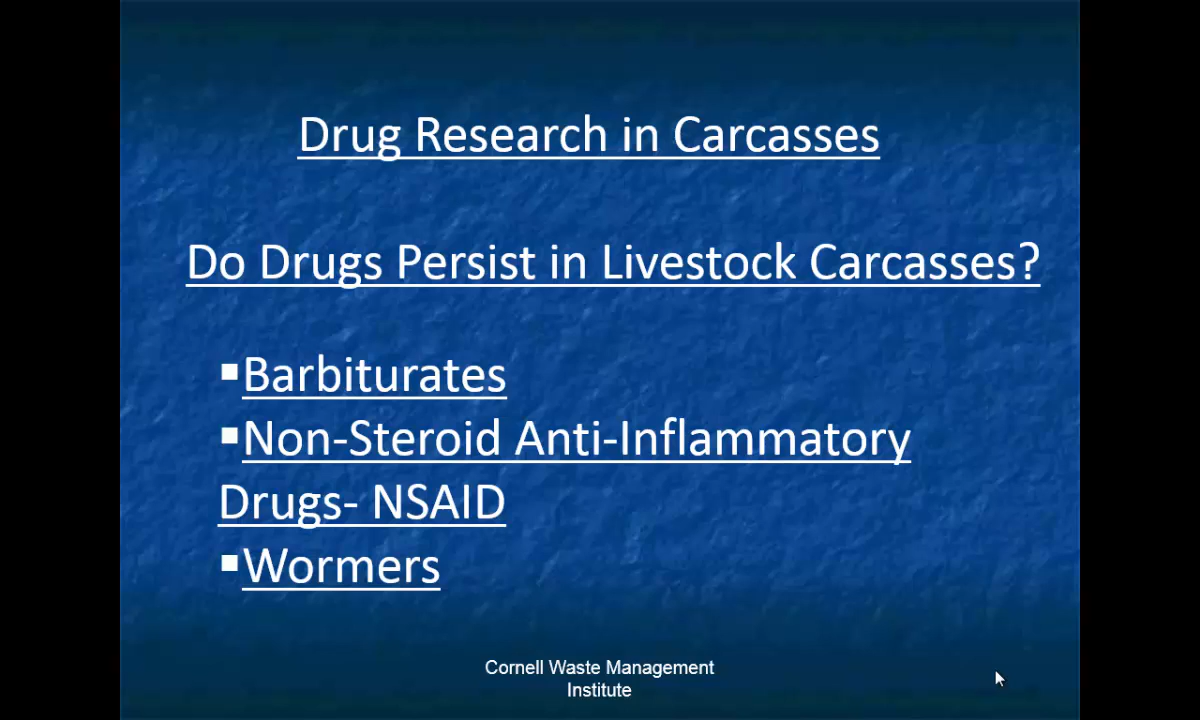 Drug Research in Carcasses
Do Drugs Persist in Livestock Carcasses?
▪Barbiturates
▪Non-Steroid Anti-Inflammatory
Drugs- NSAID
▪Wormers
Cornell Waste Management
Institute